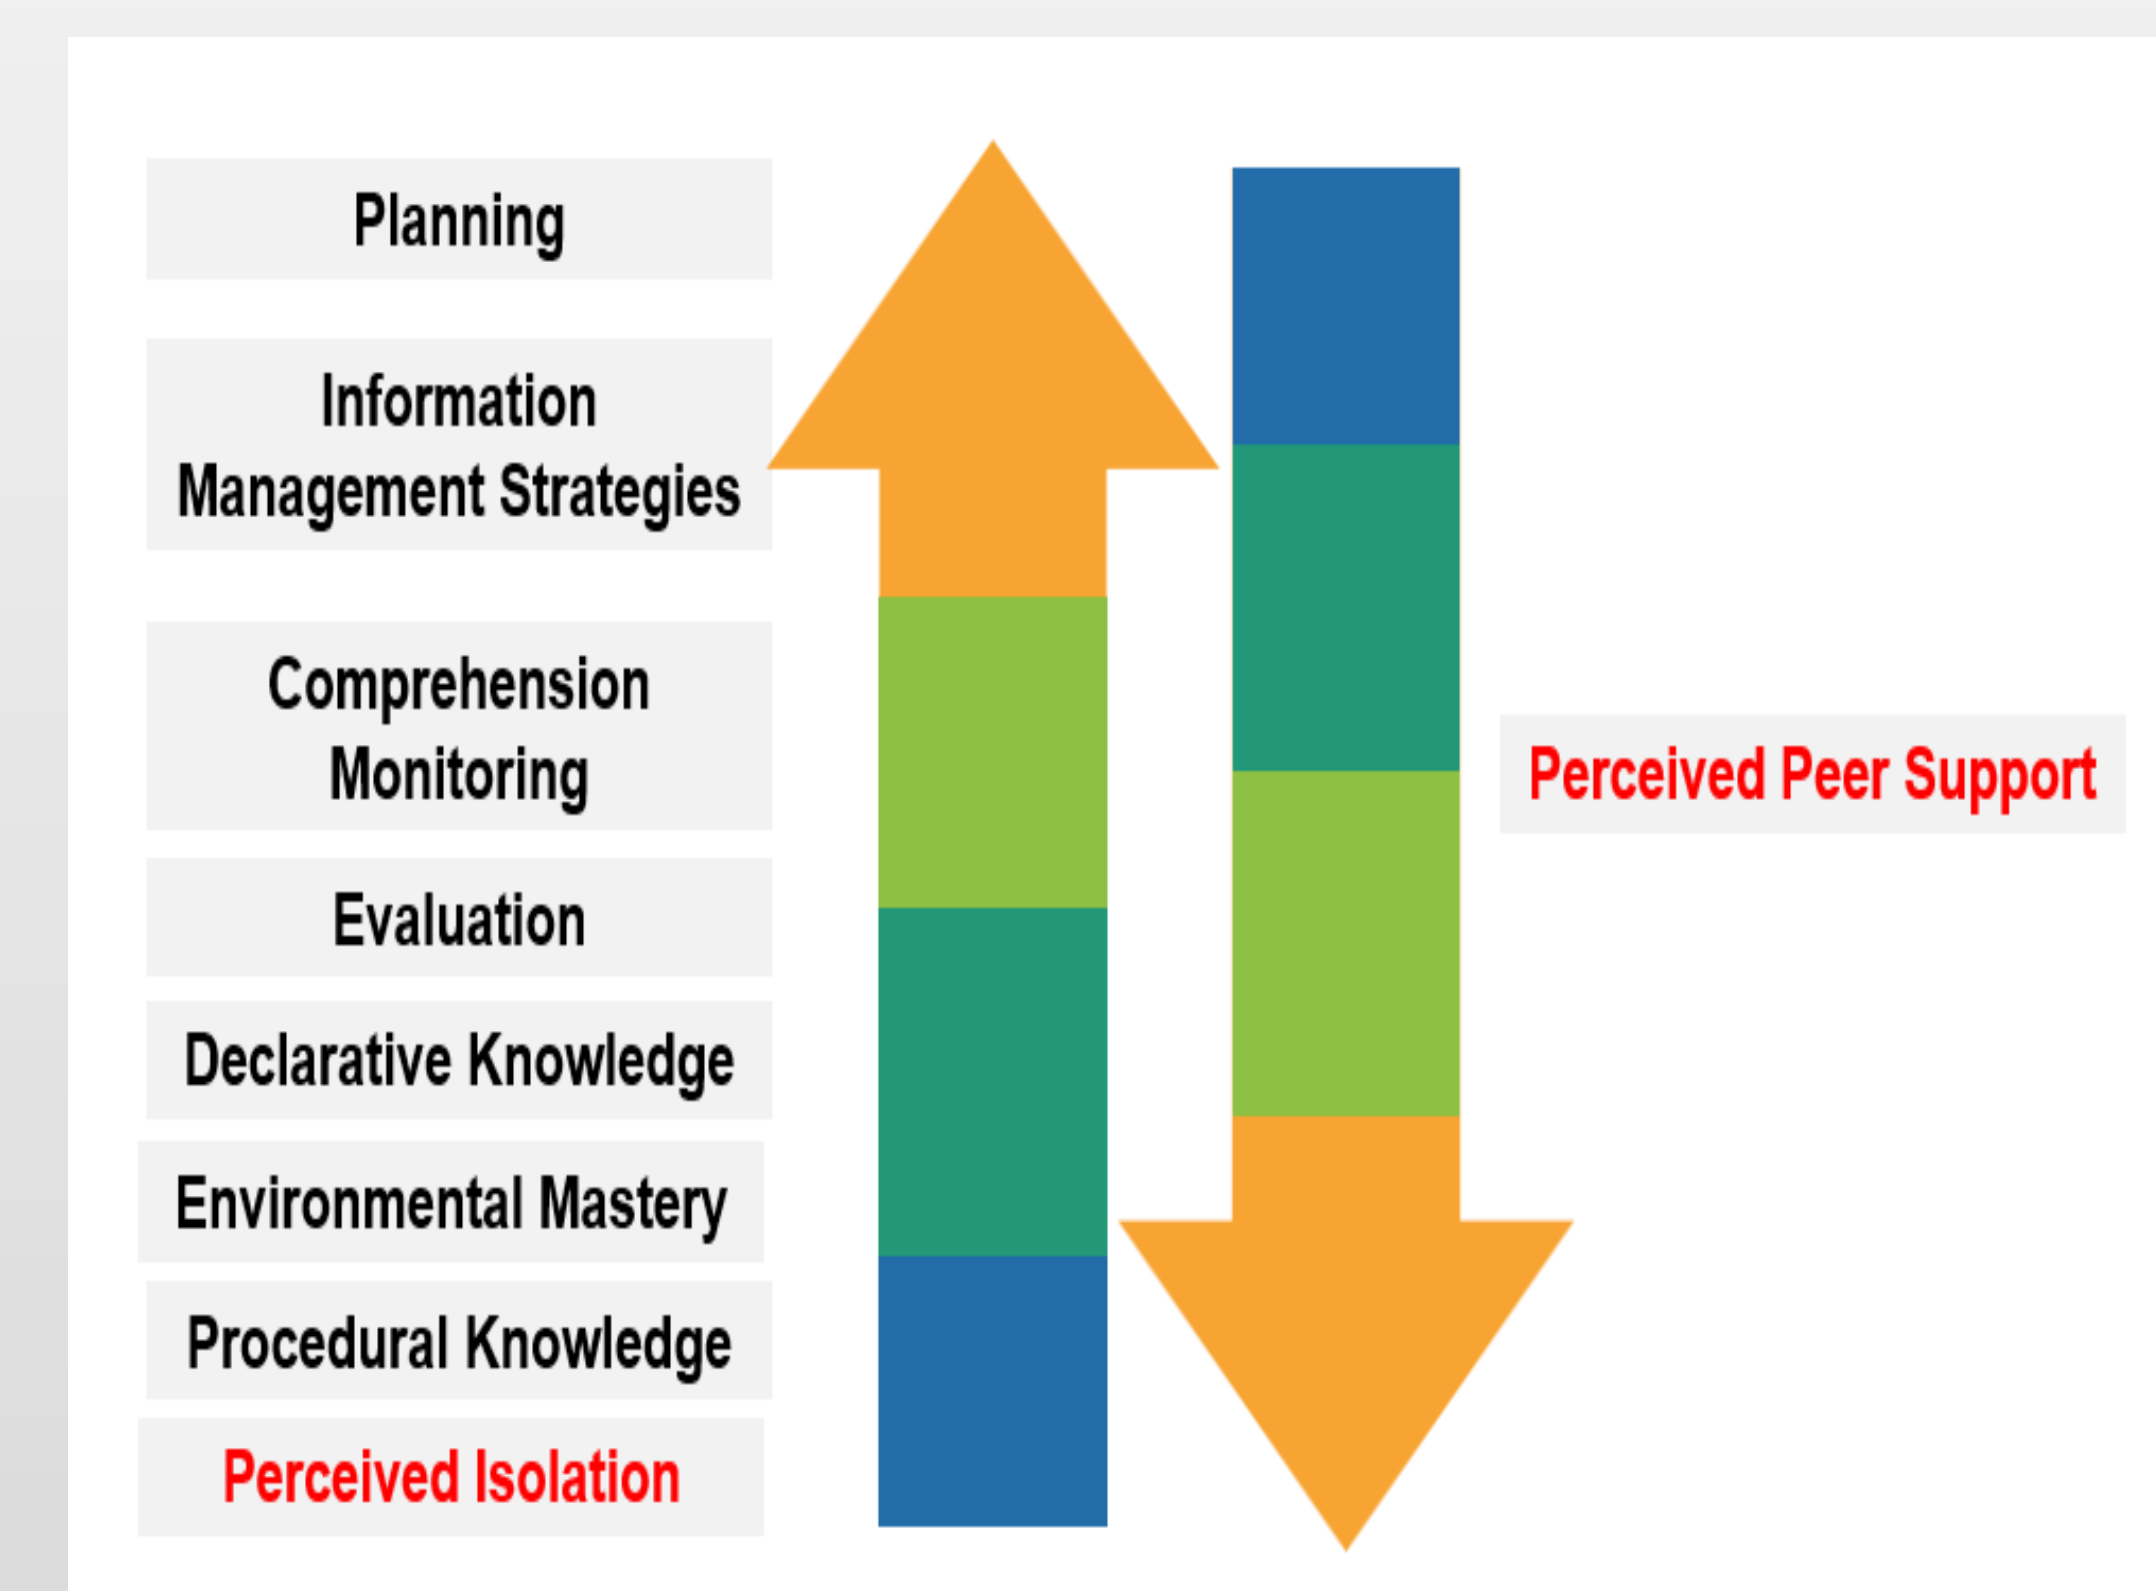 Planning
Information
Management Strategies
Comprehension
Monitoring
Evaluation
Declarative Knowledge
Environmental Mastery
Procedural Knowledge
Perceived Isolation
Perceived Peer Support